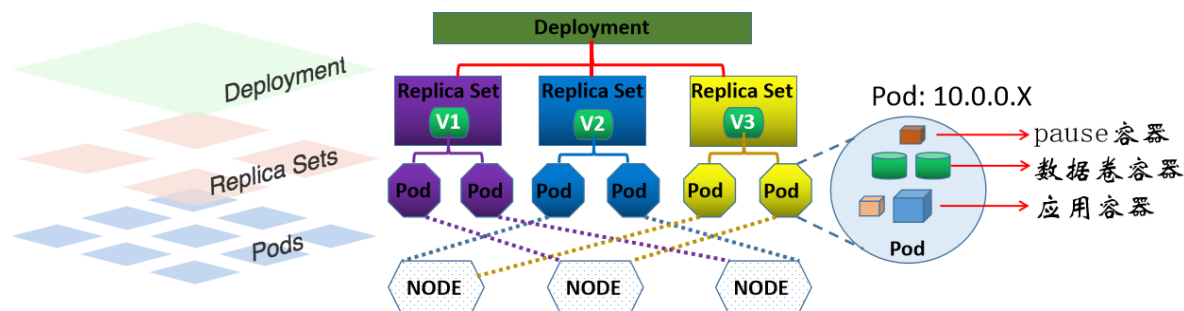 Deployment
Replica Sets
Pods
Deployment
Replica Set
V1
Replica Set
V2
Replica Set
V3
Pod
Pod
Pod
Pod
Pod
Pod
NODE
NODE
NODE
Pod: 10.0.0.X
pause容器
数据卷容器
应用容器
Pod